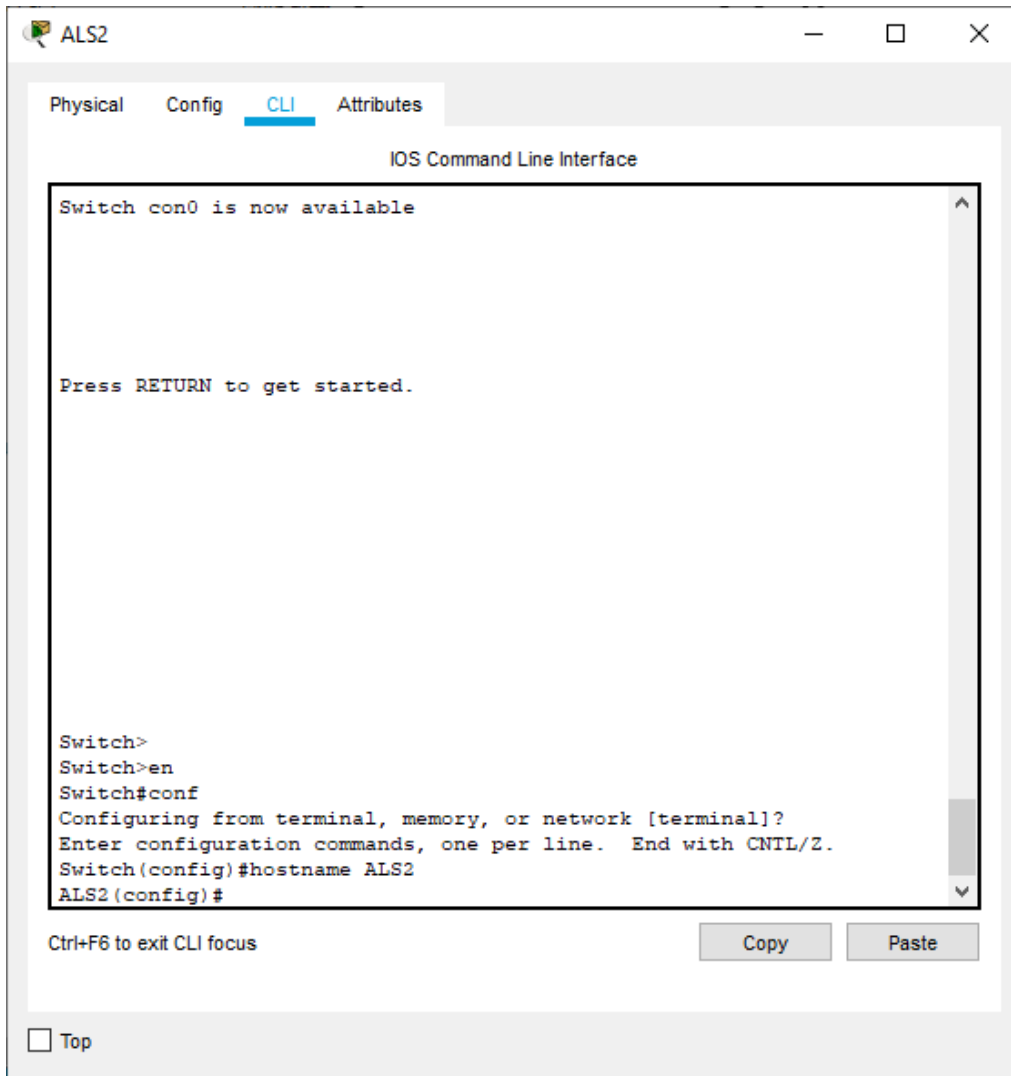 ALS2
Physical Config CLI Attributes
IOS Command Line Interface
Switch con0 is now available
Press RETURN to get started.
Switch>
Switch>en
Switch#conf
Configuring from terminal, memory, or network [terminal]?
Enter configuration commands, one per line.  End with CNTL/Z.
Switch(config)#hostname ALS2
ALS2(config)#
Ctrl+F6 to exit CLI focus
Copy Paste
Top